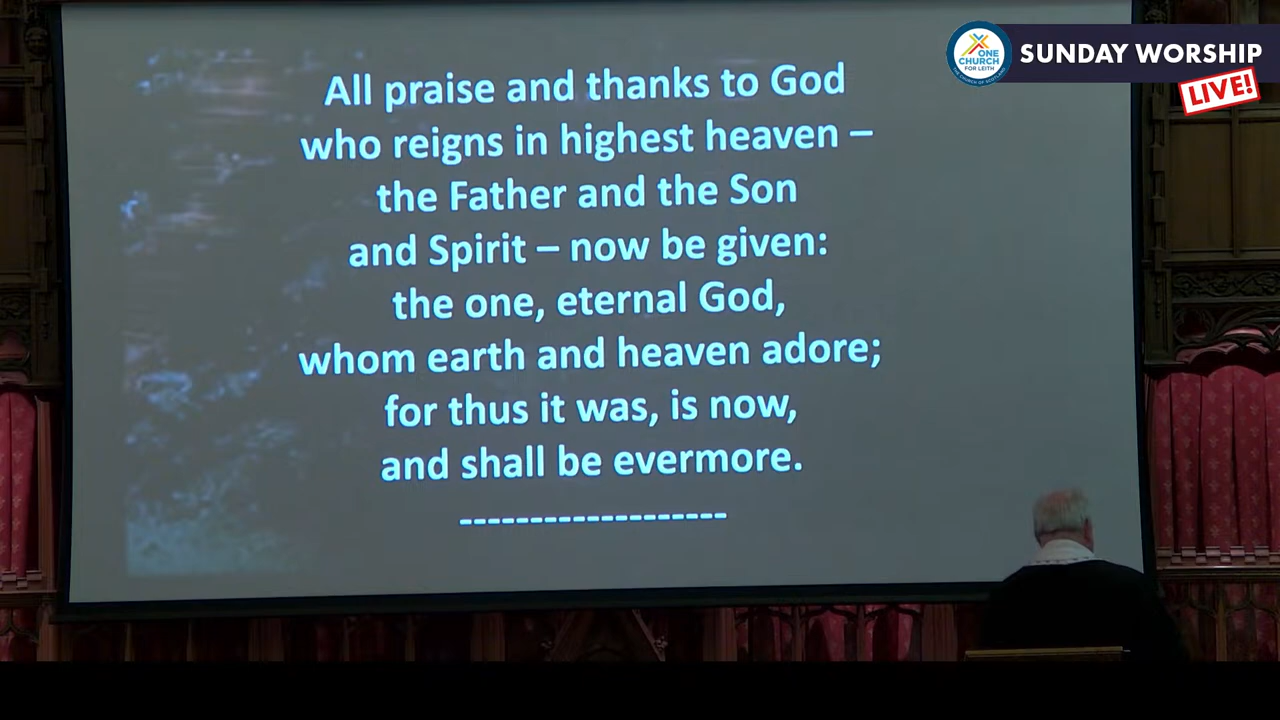 All praise and thanks to God
who reigns in highest heaven –
the Father and the Son
and Spirit – now be given:
the one, eternal God,
whom earth and heaven adore;
for thus it was, is now,
and shall be evermore.
-------------------
ONE
CHURCH
FOR LEITH
SUNDAY WORSHIP
LIVE!